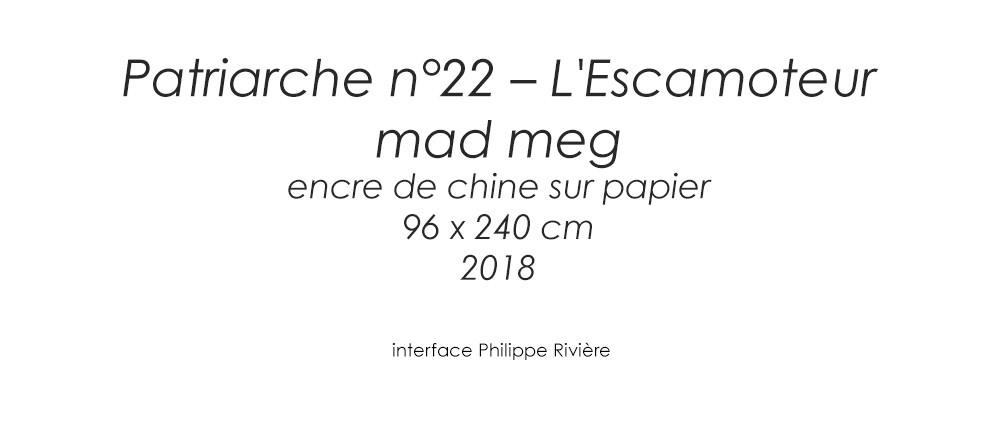 Patriarche n°22 – L'Escamoteur
mad meg
encre de chine sur papier
96 x 240 cm
2018
interface Philippe Rivière